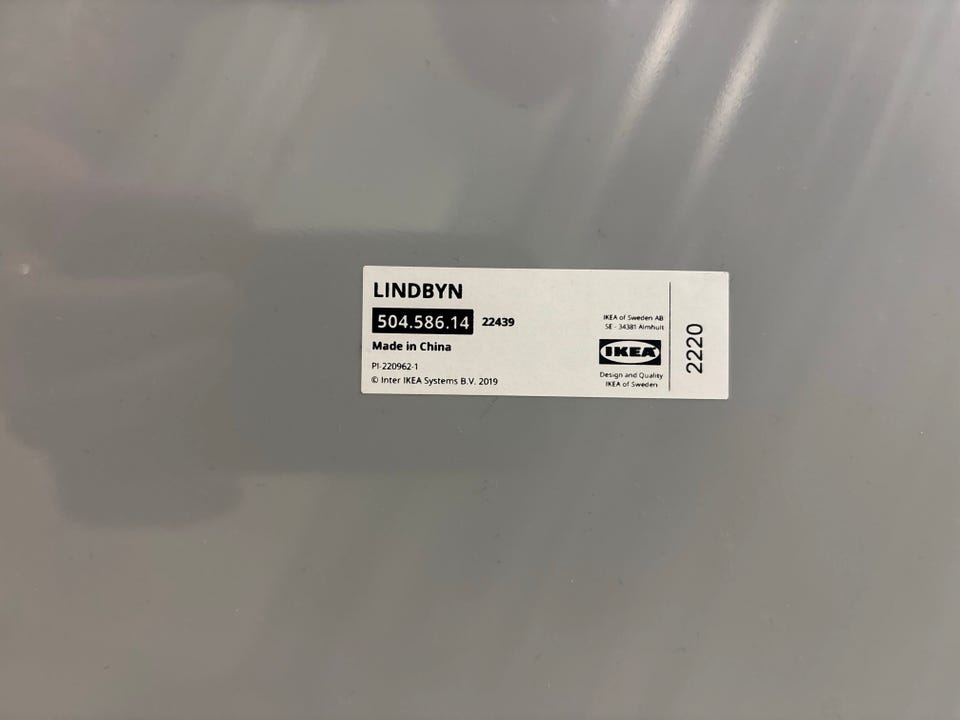 LINDBYN
504.586.14 22439
Made in China
PI-220962-1
© Inter IKEA Systems B.V. 2019
IKEA of Sweden AB
SE - 34381 Älmhult
IKEA
Design and Quality
IKEA of Sweden
2220